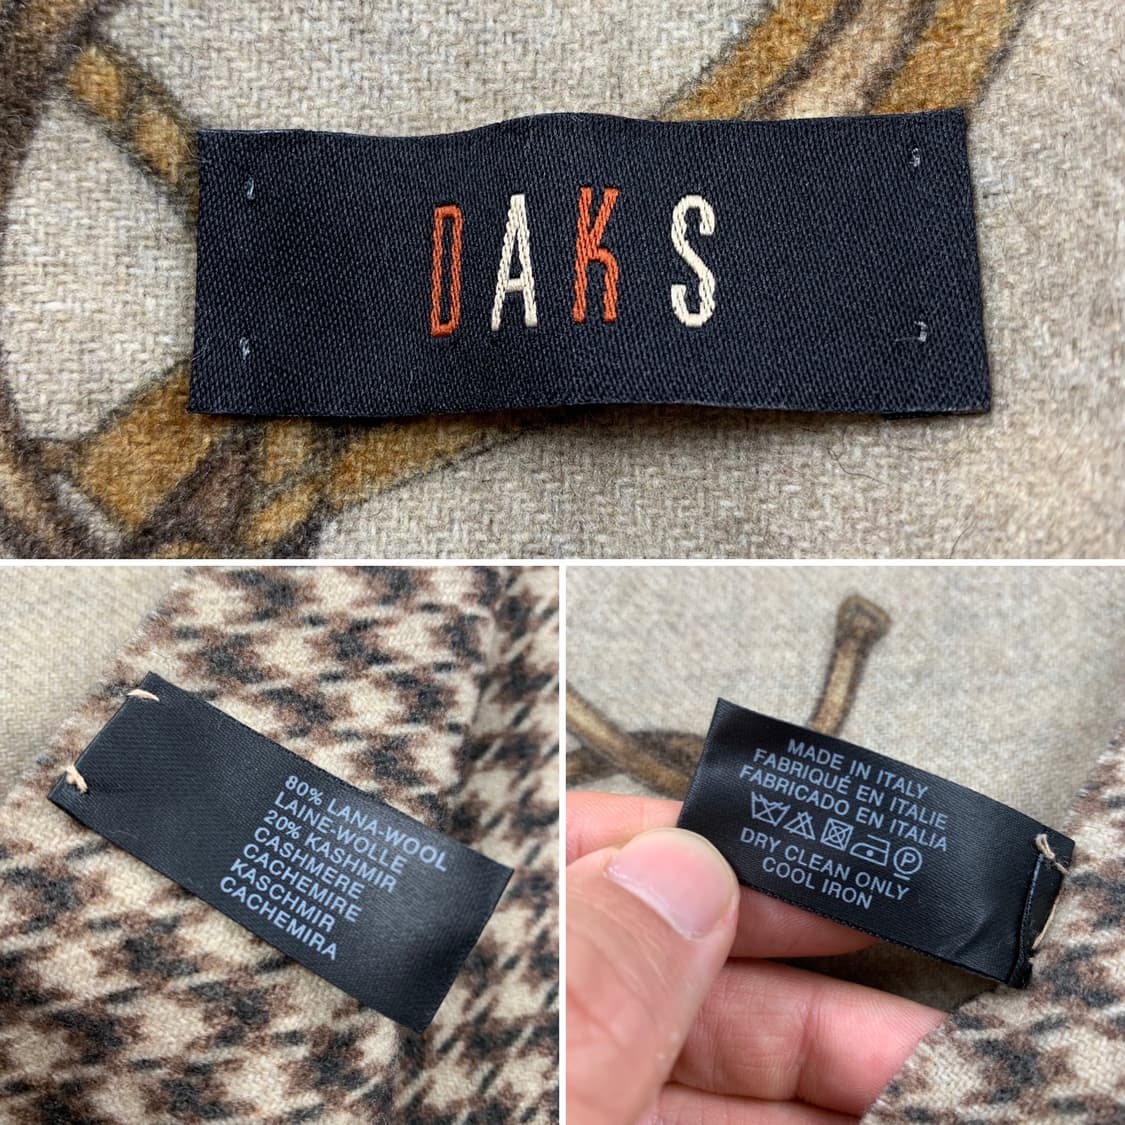 DAKS
80% LANA-WOOL
LAINE-WOLLE
20% KASHMIR
CASHMERE
CACHEMIRE
KASCHMIR
CACHEMIRA
MADE IN ITALY
FABRIQUÉ EN ITALIE
FABRICADO EN ITALIA
P
DRY CLEAN ONLY
COOL IRON